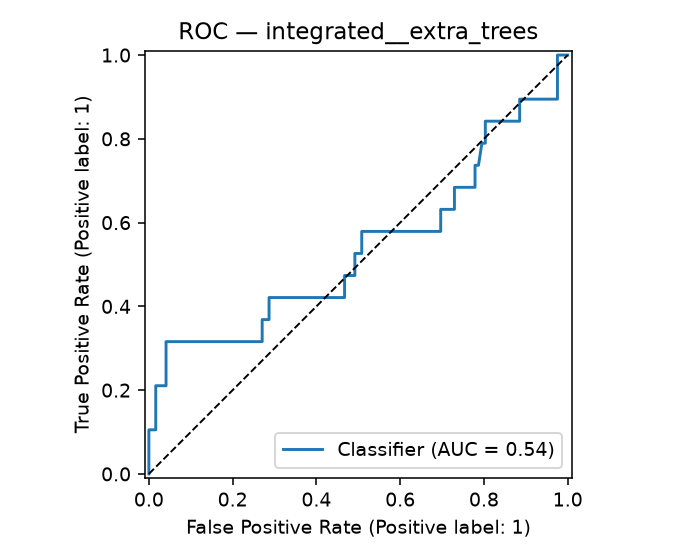 ROC — integrated__extra_trees
True Positive Rate (Positive label: 1)
1.0
0.8
0.6
0.4
0.2
0.0
Classifier (AUC = 0.54)
0.0 0.2 0.4 0.6 0.8 1.0
False Positive Rate (Positive label: 1)